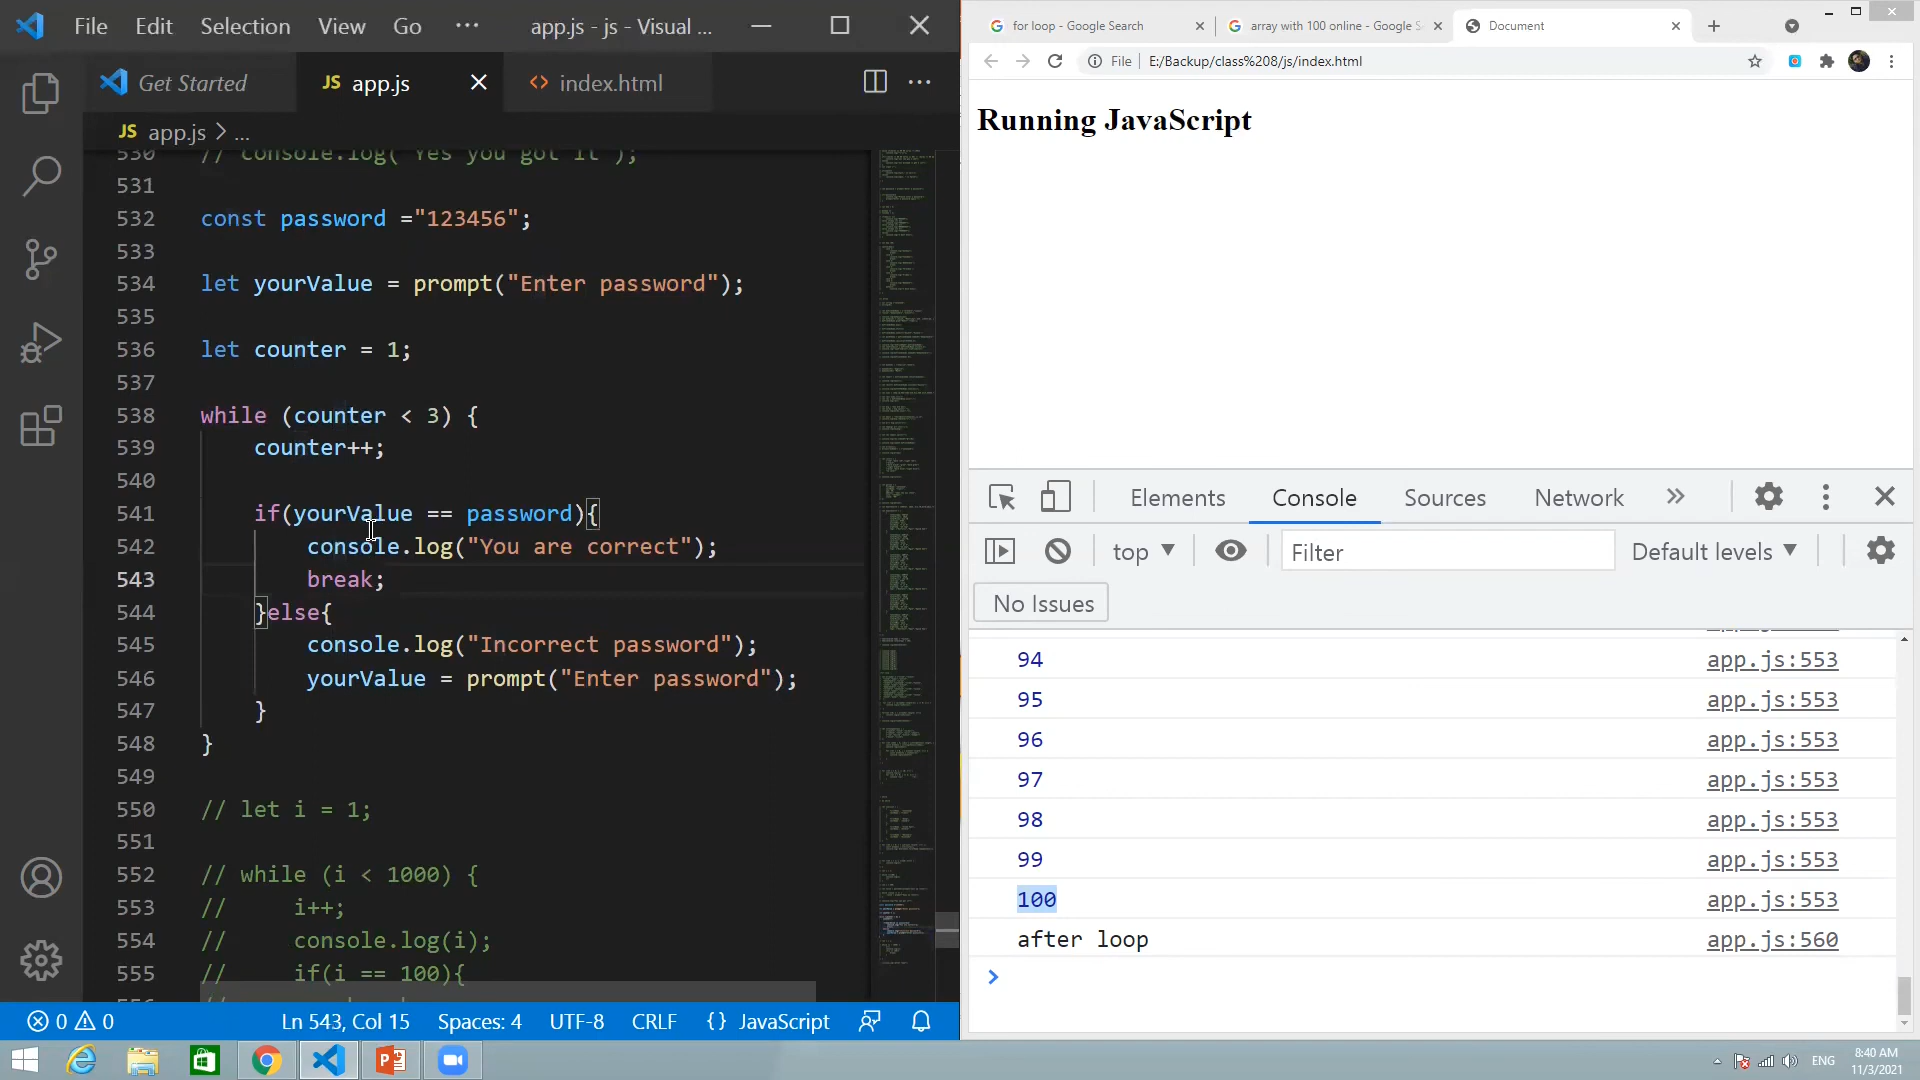 File Edit Selection View Go ··· app.js - js - Visual ...
Get Started JS app.js index.html
JS app.js > ...
530 // console.log("Yes you got it");
531
532 const password ="123456";
533
534 let yourValue = prompt("Enter password");
535
536 let counter = 1;
537
538 while (counter < 3) {
539 counter++;
540
541 if(yourValue == password){
542 console.log("You are correct");
543 break;
544 }else{
545 console.log("Incorrect password");
546 yourValue = prompt("Enter password");
547 }
548 }
549
550 // let i = 1;
551
552 // while (i < 1000) {
553 // i++;
554 // console.log(i);
555 // if(i == 100){
0 0 Ln 543, Col 15 Spaces: 4 UTF-8 CRLF {} JavaScript
for loop - Google Search array with 100 online - Google S Document
File E:/Backup/class%208/js/index.html
Running JavaScript
Elements Console Sources Network
top Filter Default levels
No Issues
94 app.js:553
95 app.js:553
96 app.js:553
97 app.js:553
98 app.js:553
99 app.js:553
100 app.js:553
after loop app.js:560
>
ENG 8:40 AM
11/3/2021